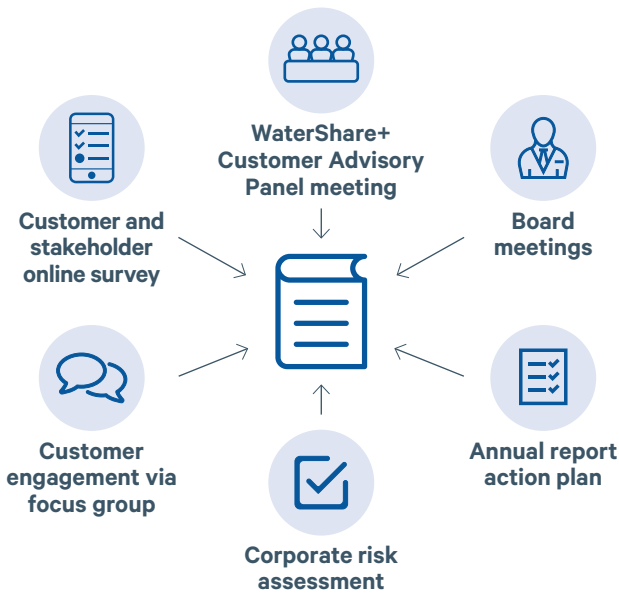 WaterShare+
Customer Advisory
Panel meeting
Customer and
stakeholder
online survey
Board
meetings
Customer
engagement via
focus group
Annual report
action plan
Corporate risk
assessment